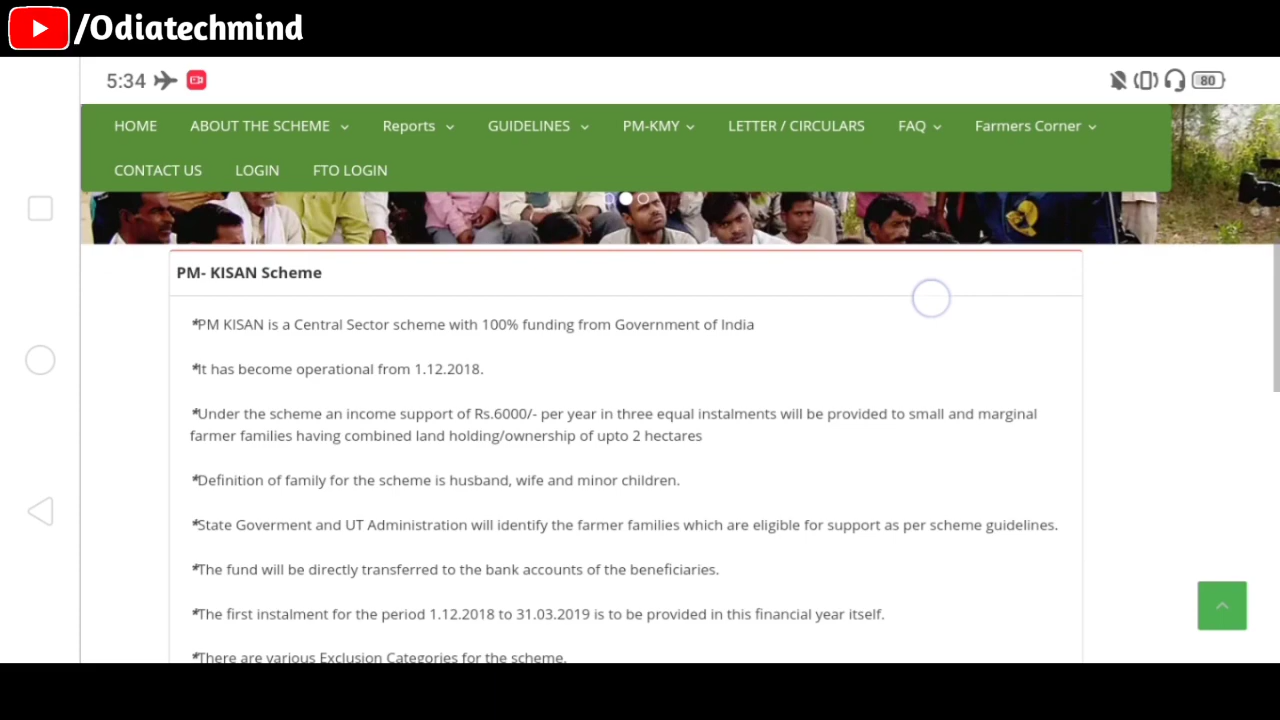 /Odiatechmind
5:34
80
HOME ABOUT THE SCHEME Reports GUIDELINES PM-KMY LETTER / CIRCULARS FAQ Farmers Corner
CONTACT US LOGIN FTO LOGIN
PM- KISAN Scheme
*PM KISAN is a Central Sector scheme with 100% funding from Government of India
*It has become operational from 1.12.2018.
*Under the scheme an income support of Rs.6000/- per year in three equal instalments will be provided to small and marginal
farmer families having combined land holding/ownership of upto 2 hectares
*Definition of family for the scheme is husband, wife and minor children.
*State Goverment and UT Administration will identify the farmer families which are eligible for support as per scheme guidelines.
*The fund will be directly transferred to the bank accounts of the beneficiaries.
*The first instalment for the period 1.12.2018 to 31.03.2019 is to be provided in this financial year itself.
*There are various Exclusion Categories for the scheme.